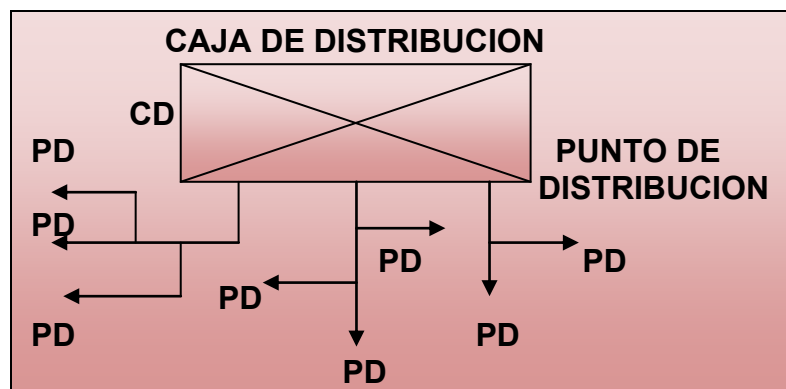 CAJA DE DISTRIBUCION
CD
PD
PUNTO DE
DISTRIBUCION
PD
PD
PD
PD
PD
PD
PD